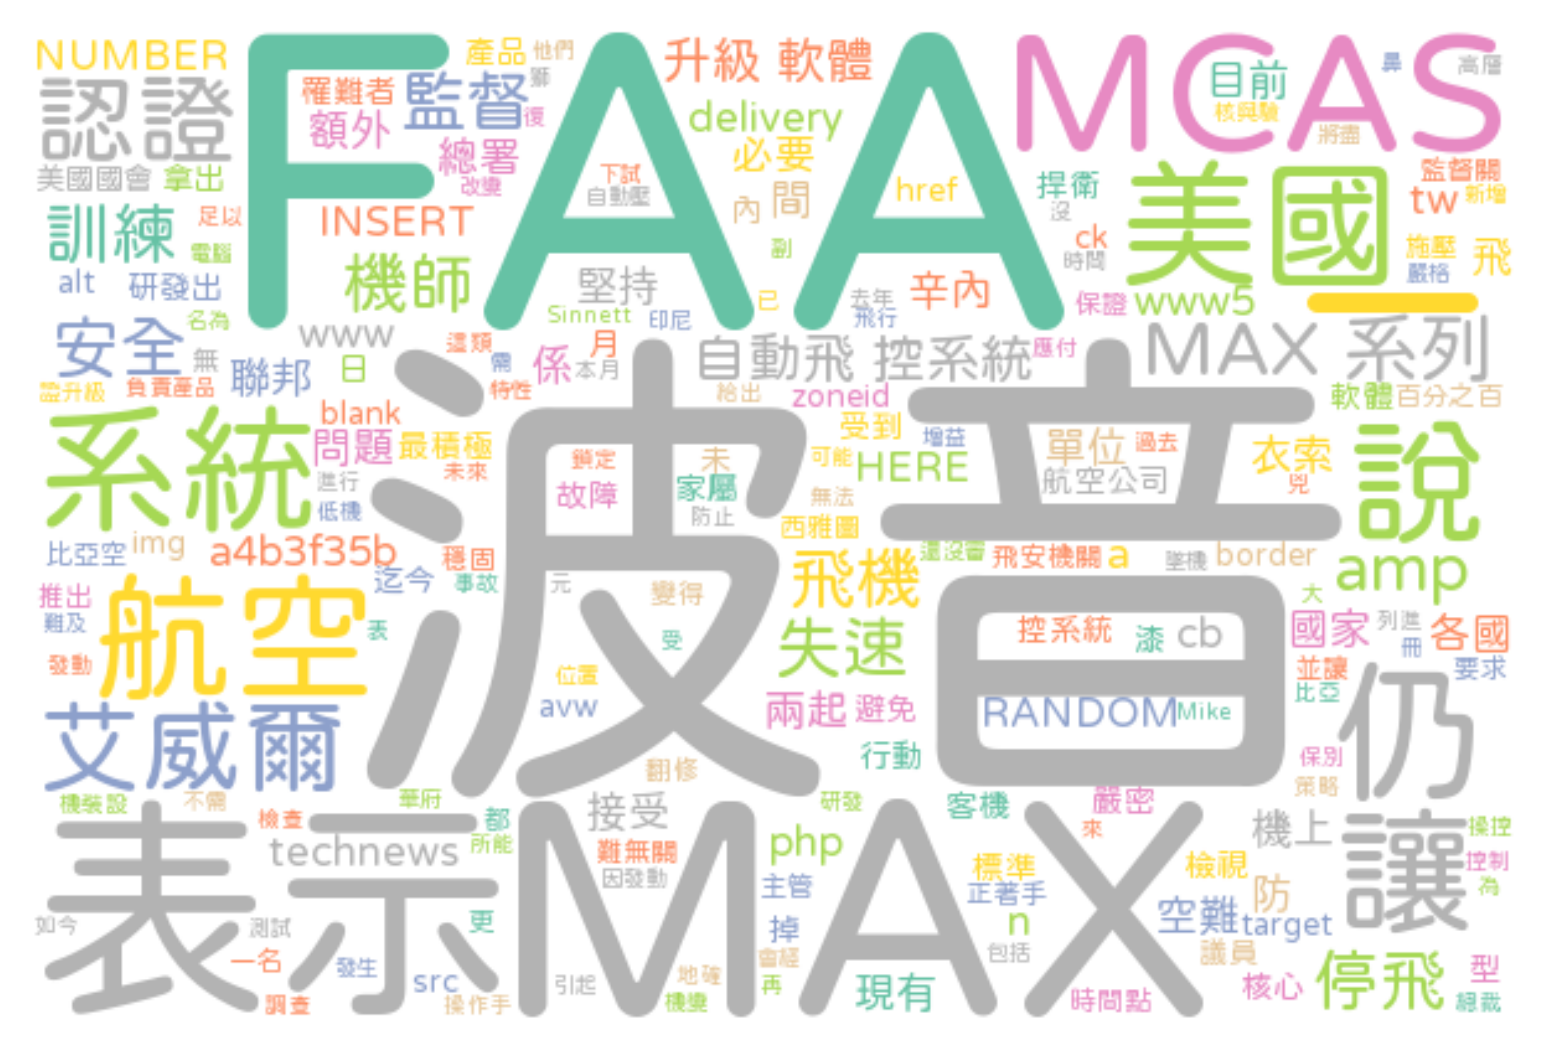 NUMBER
產品
他們
獅
FAA
升級
軟體
MCAS
目前
鼻
高層
認證
罹難者
監督
復
額外
delivery
核與驗
將盡
美國國會
拿出
總署
改變
必要
下試
自動壓
內
間
href
捍衛
沒
美國
監督關
tw
新增
訓練
足以
電腦
INSERT
副
ck
時間
施壓
嚴格
飛
alt
研發出
機師
堅持
Sinnett
印尼
已
去年
飛行
辛內
保證
www5
一
安全
名為
無
www
這類
需
係
月
本月
自動飛
控系統
應付
MAX
系列
聯邦
日
特性
證升級
負責產品
給出
zoneid
軟體
百分之百
blank
波音
受到
增益
單位
過去
衣索
兇
系統
問題
最積極
未來
鎖定
未
可能
HERE
航空公司
說
進行
低機
故障
家屬
防止
無法
西雅圖
比亞空
img
a4b3f35b
穩固
飛機
還沒當
飛安機關
a
墜機
border
amp
迄今
事故
元
變得
推出
難及
航空
表
受
失速
控系統
漆
cb
大
國家
列進
冊
各國
發動
位置
並讓
比亞
要求
艾威爾
avw
兩起
避免
RANDOM
Mike
仍
翻修
行動
保別
策略
機裝設
不需
華府
研發
客機
嚴密
來
表示
檢查
都
所能
接受
MAX
機上
讓
操控
控制
為
technews
難無關
因發動
php
標準
檢視
主管
正著手
防
如今
測試
更
掉
n
空難
target
一名
發生
src
引起
地確
會經
再
包括
議員
調查
操作手
機變
現有
時間點
核心
停飛
型
總裁